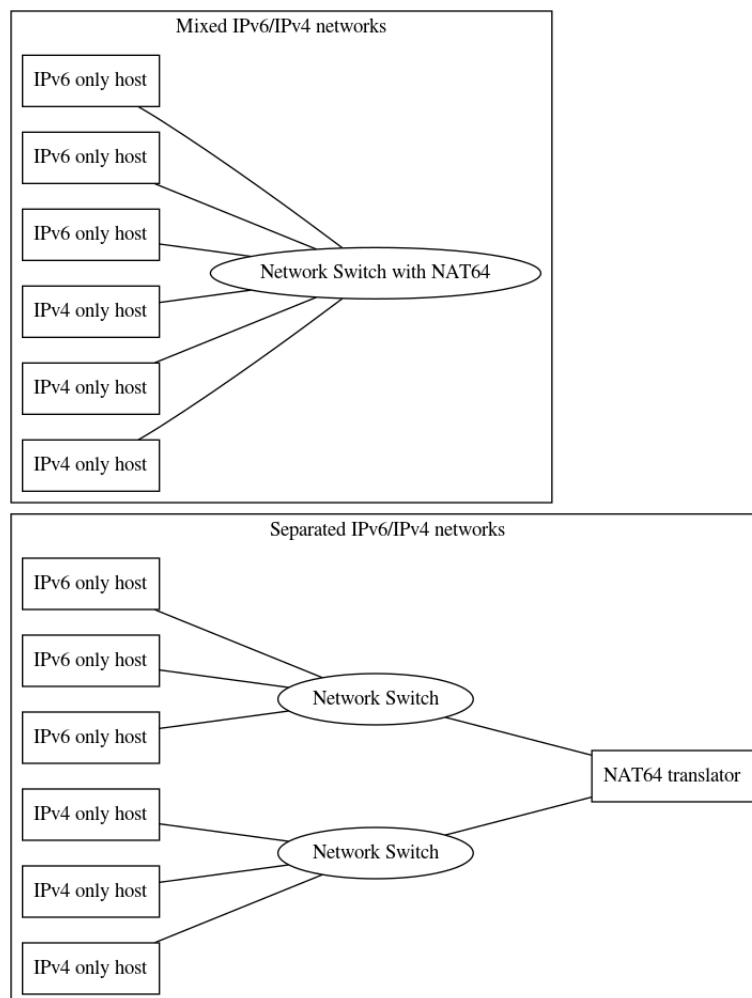 Mixed IPv6/IPv4 networks
IPv6 only host
IPv6 only host
IPv6 only host
Network Switch with NAT64
IPv4 only host
IPv4 only host
IPv4 only host
Separated IPv6/IPv4 networks
IPv6 only host
IPv6 only host
Network Switch
IPv6 only host
NAT64 translator
IPv4 only host
Network Switch
IPv4 only host
IPv4 only host